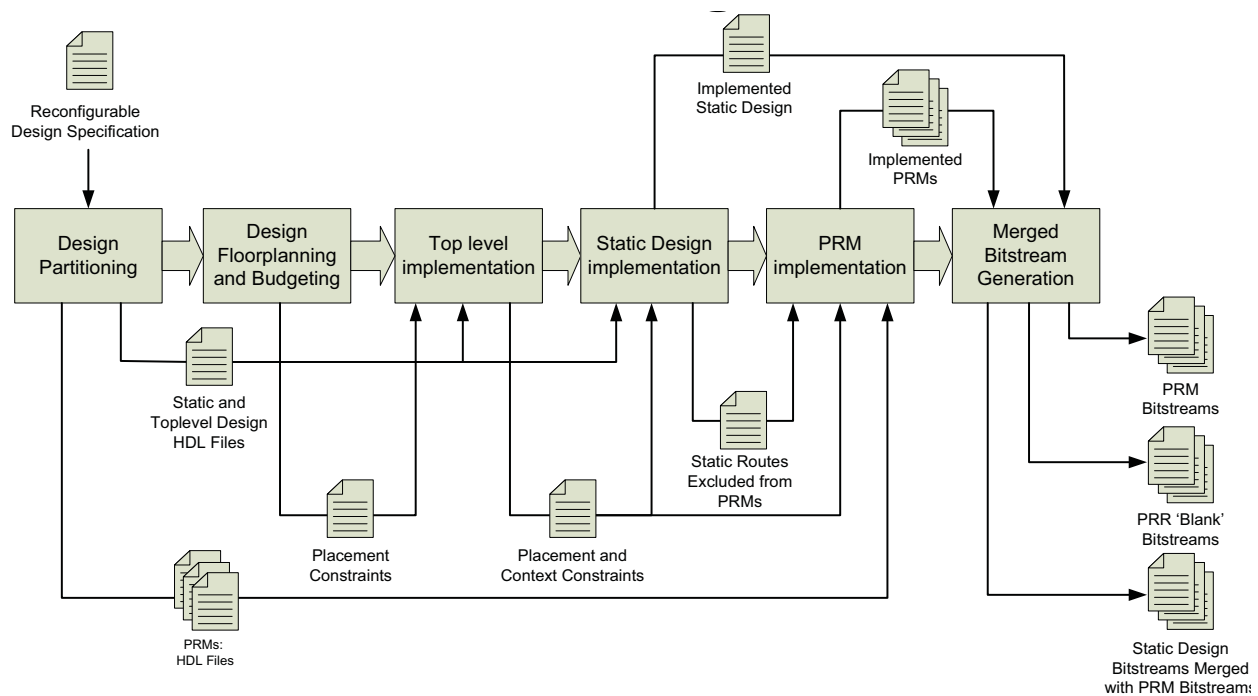 Implemented
Static Design
Reconfigurable
Design Specification
Implemented
PRMs
Design
Partitioning
Design
Floorplanning
and Budgeting
Top level
implementation
Static Design
implementation
PRM
implementation
Merged
Bitstream
Generation
Static and
Toplevel Design
HDL Files
PRM
Bitstreams
Static Routes
Excluded from
PRMs
PRR ‘Blank’
Bitstreams
Placement
Constraints
Placement and
Context Constraints
PRMs:
HDL Files
Static Design
Bitstreams Merged
with PRM Bitstreams